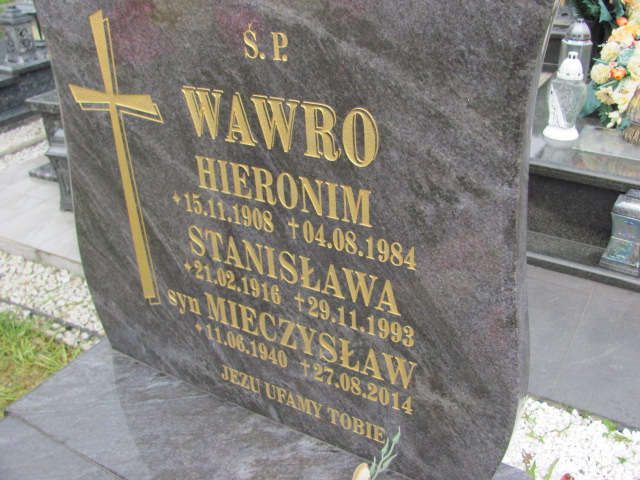 Ś. P.
WAWRO
HIERONIM
*15.11.1908 †04.08.1984
STANISŁAWA
*21.02.1916 †29.11.1993
syn MIECZYSŁAW
*11.06.1940 †27.08.2014
JEZU UFAMY TOBIE